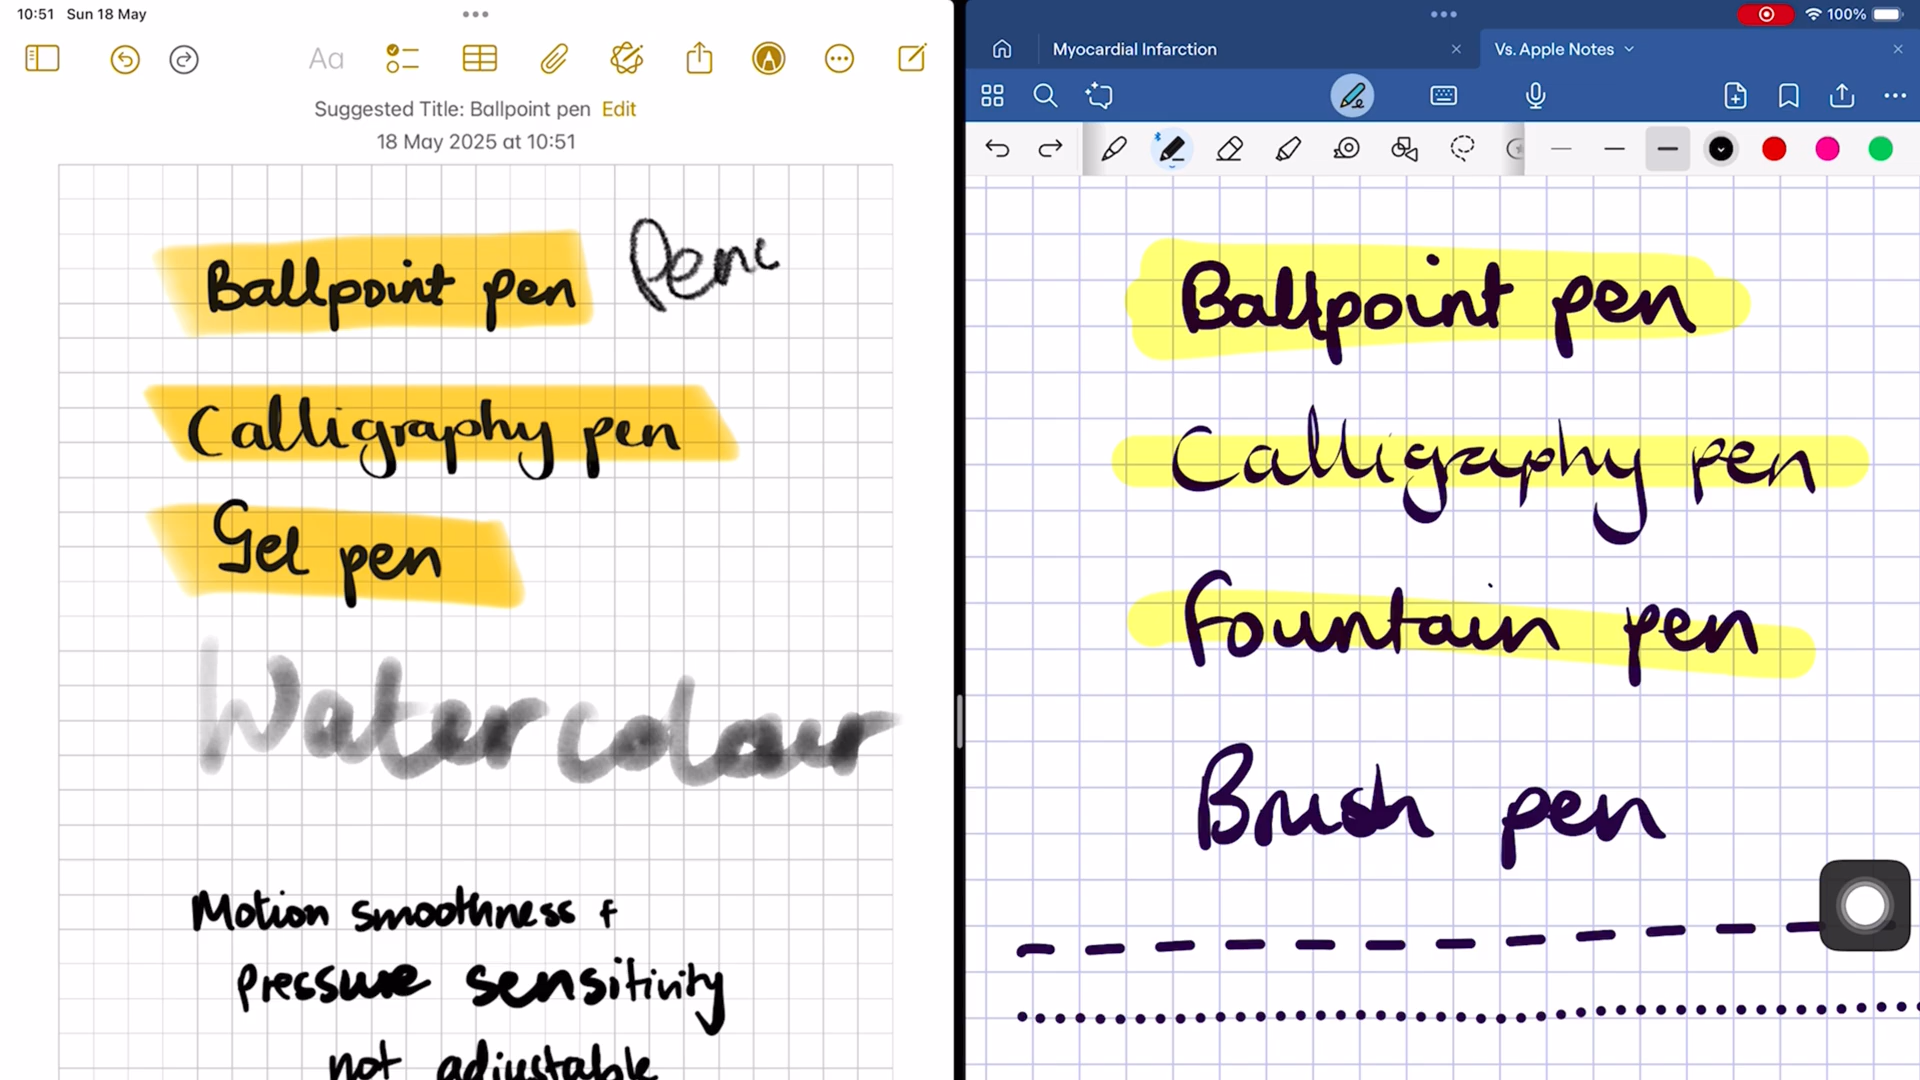 10:51 Sun 18 May
Aa
Suggested Title: Ballpoint pen Edit
18 May 2025 at 10:51
Ballpoint pen Penc
Calligraphy pen
Gel pen
Watercolour
Motion smoothness +
pressure sensitivity
not adjustable
100%
Myocardial Infarction
Vs. Apple Notes
Ballpoint pen
Calligraphy pen
Fountain pen
Brush pen